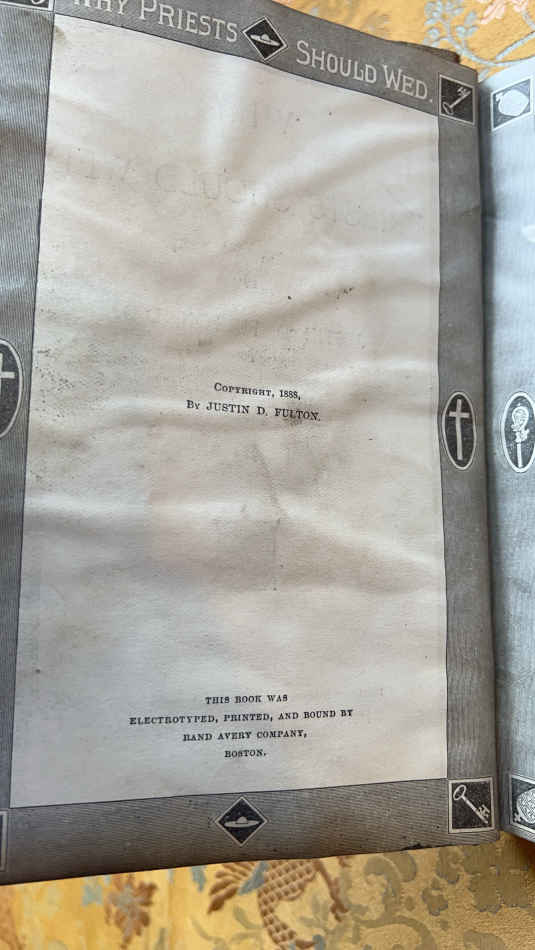 WHY PRIESTS SHOULD WED.
COPYRIGHT, 1888,
BY JUSTIN D. FULTON.
THIS BOOK WAS
ELECTROTYPED, PRINTED, AND BOUND BY
RAND AVERY COMPANY,
BOSTON.